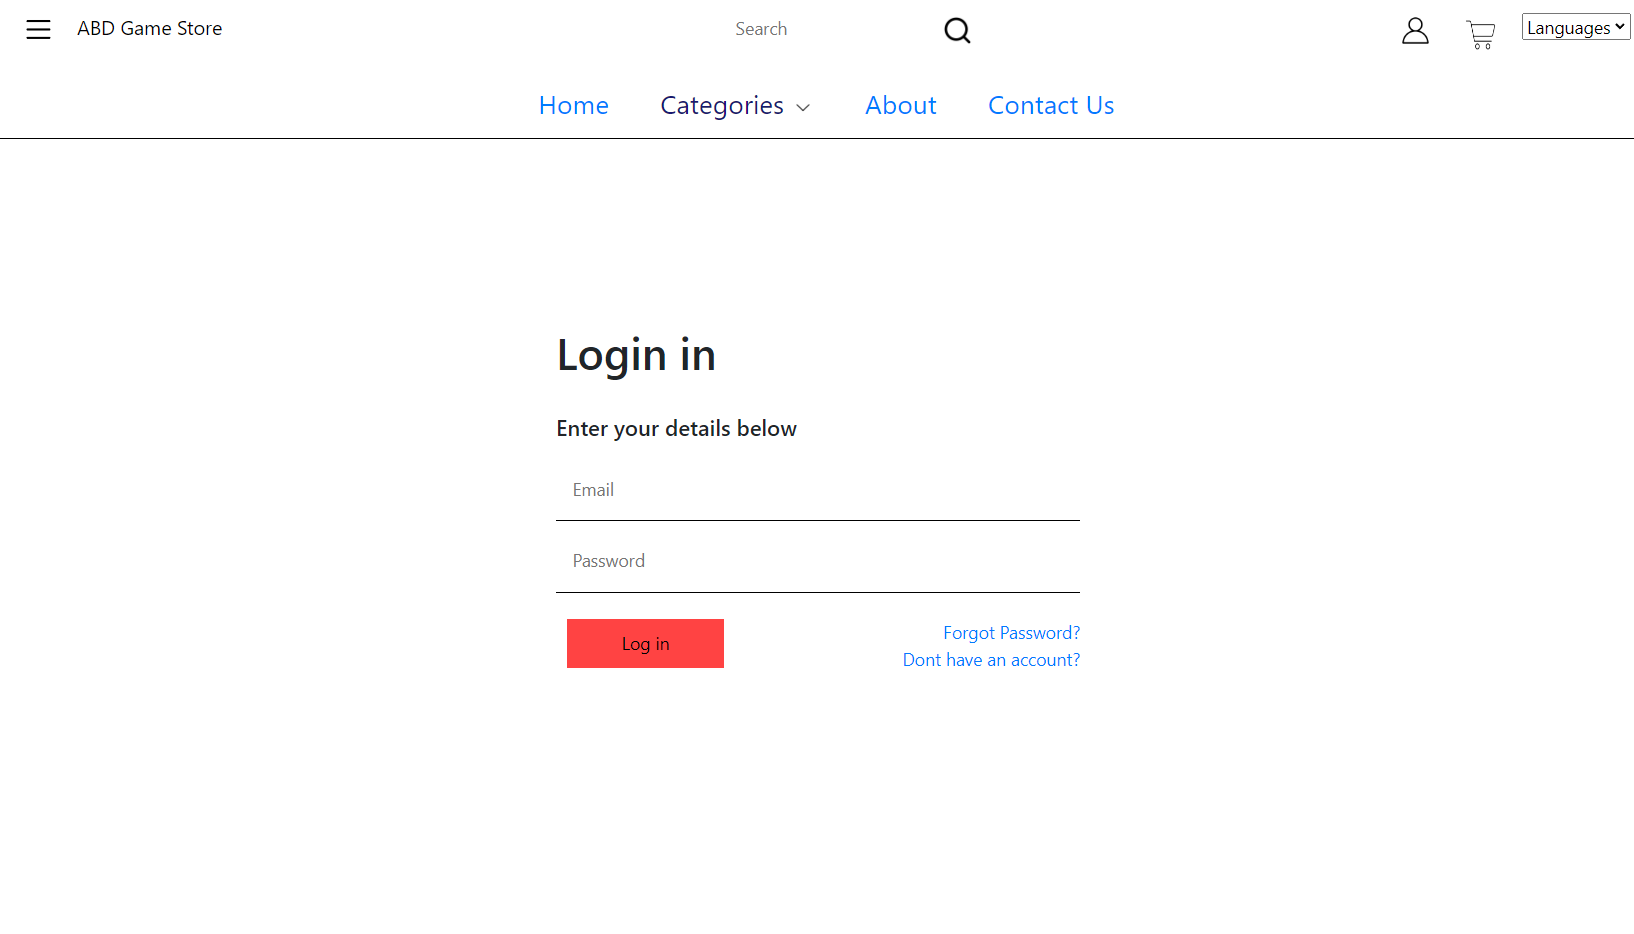 ABD Game Store
Search
Languages
Home Categories About Contact Us
Login in
Enter your details below
Email
Password
Log in
Forgot Password?
Dont have an account?